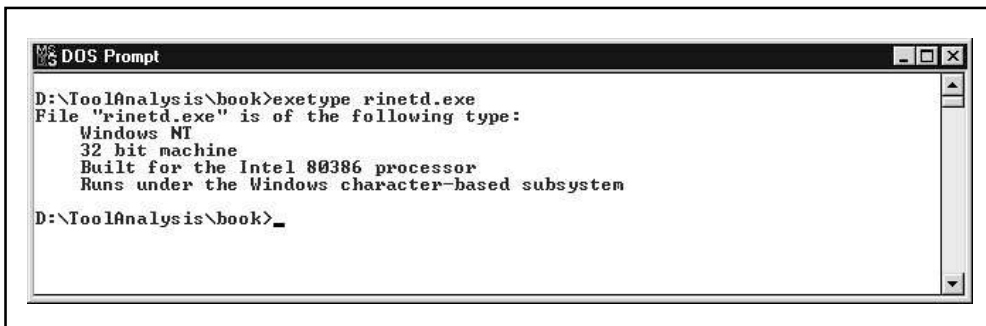 MS DOS Prompt
D:\ToolAnalysis\book>exetype rinetd.exe
File "rinetd.exe" is of the following type:
Windows NT
32 bit machine
Built for the Intel 80386 processor
Runs under the Windows character-based subsystem
D:\ToolAnalysis\book>_